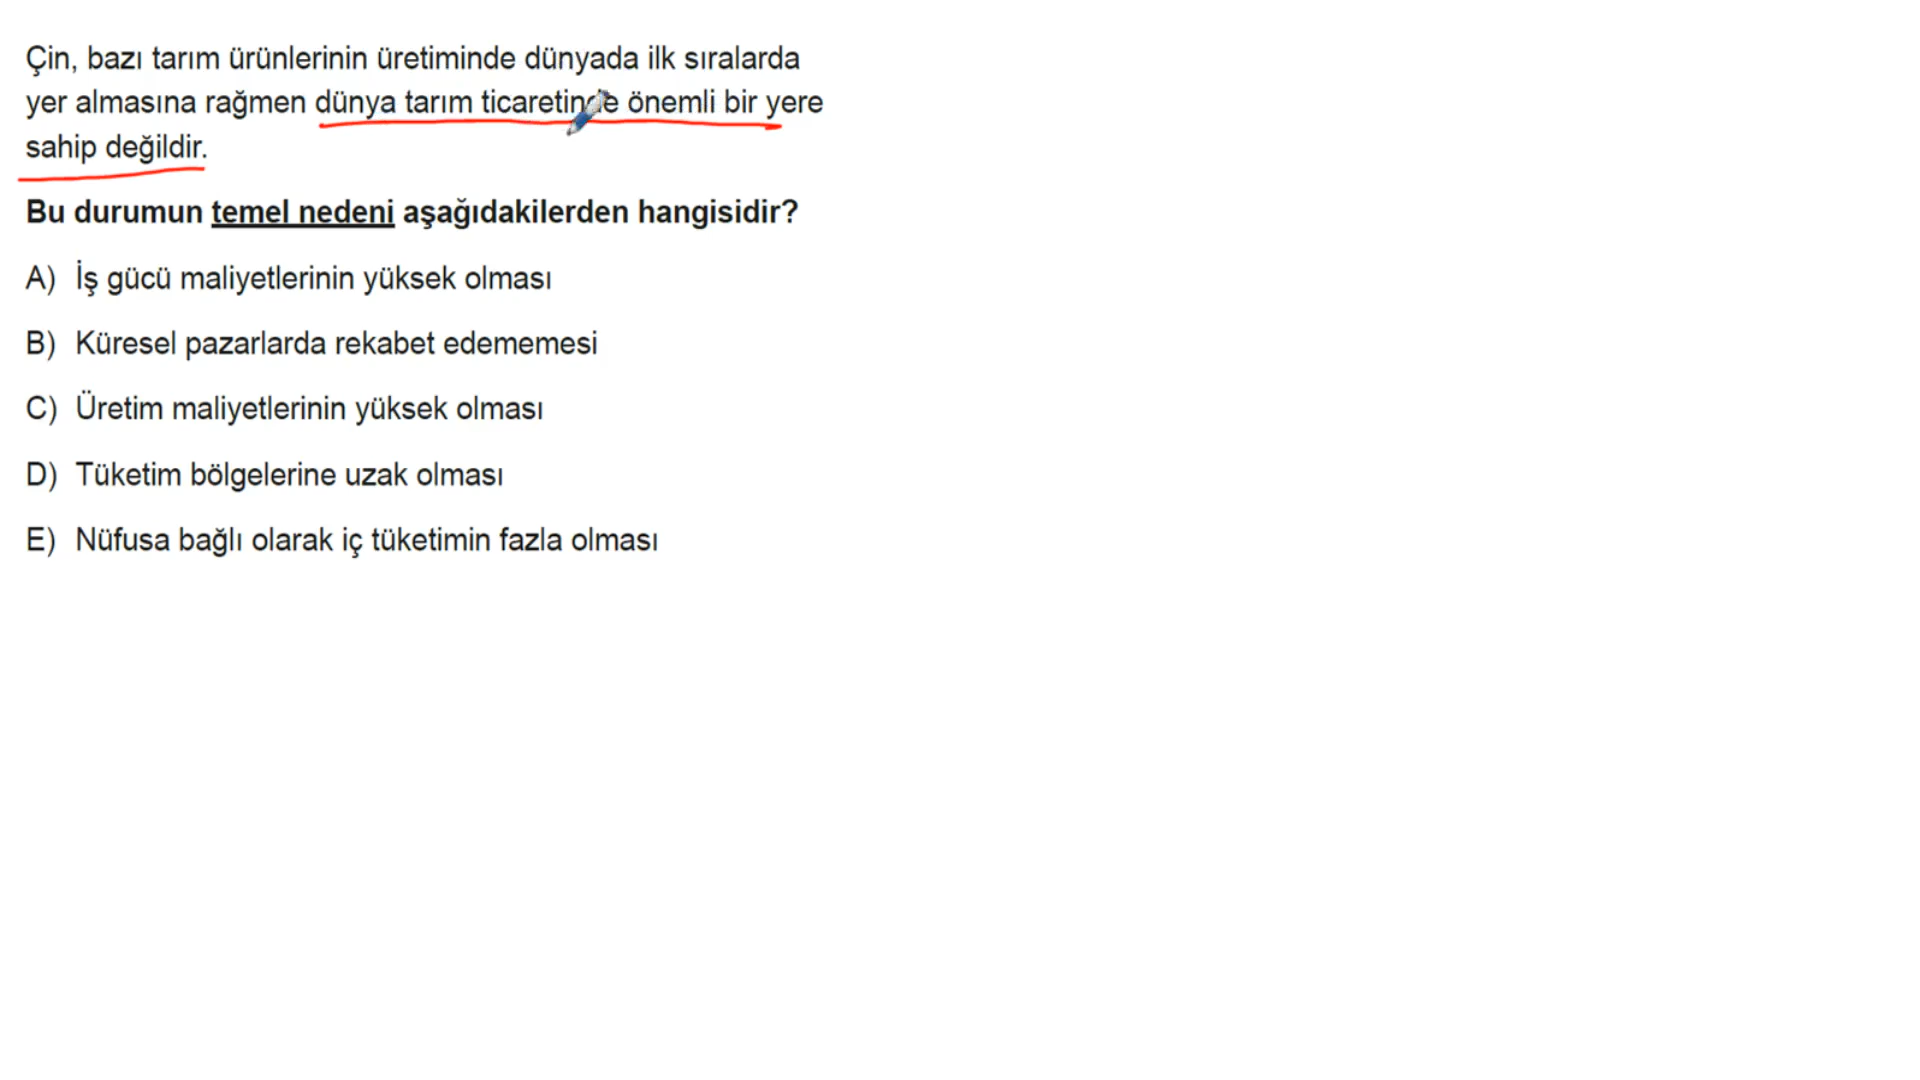 Çin, bazı tarım ürünlerinin üretiminde dünyada ilk sıralarda
yer almasına rağmen dünya tarım ticaretinde önemli bir yere
sahip değildir.
Bu durumun temel nedeni aşağıdakilerden hangisidir?
A) İş gücü maliyetlerinin yüksek olması
B) Küresel pazarlarda rekabet edememesi
C) Üretim maliyetlerinin yüksek olması
D) Tüketim bölgelerine uzak olması
E) Nüfusa bağlı olarak iç tüketimin fazla olması